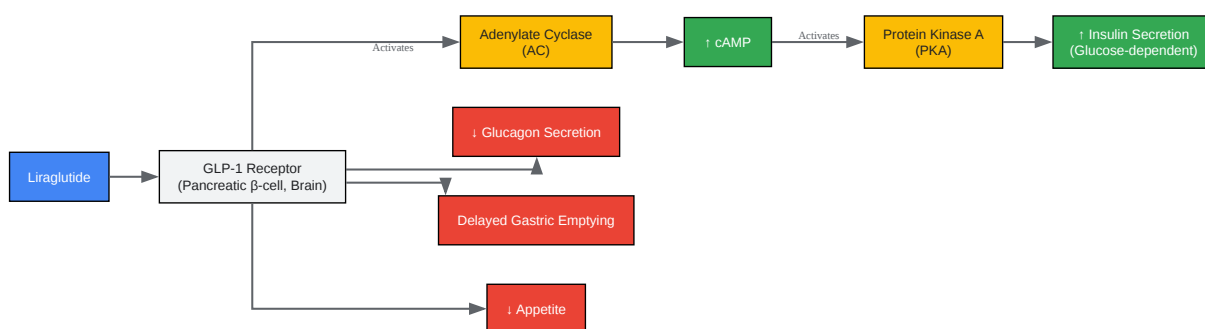 Adenylate Cyclase
(AC)
Activates
↑ cAMP
Activates
Protein Kinase A
(PKA)
↑ Insulin Secretion
(Glucose-dependent)
↓ Glucagon Secretion
Liraglutide
GLP-1 Receptor
(Pancreatic β-cell, Brain)
Delayed Gastric Emptying
↓ Appetite